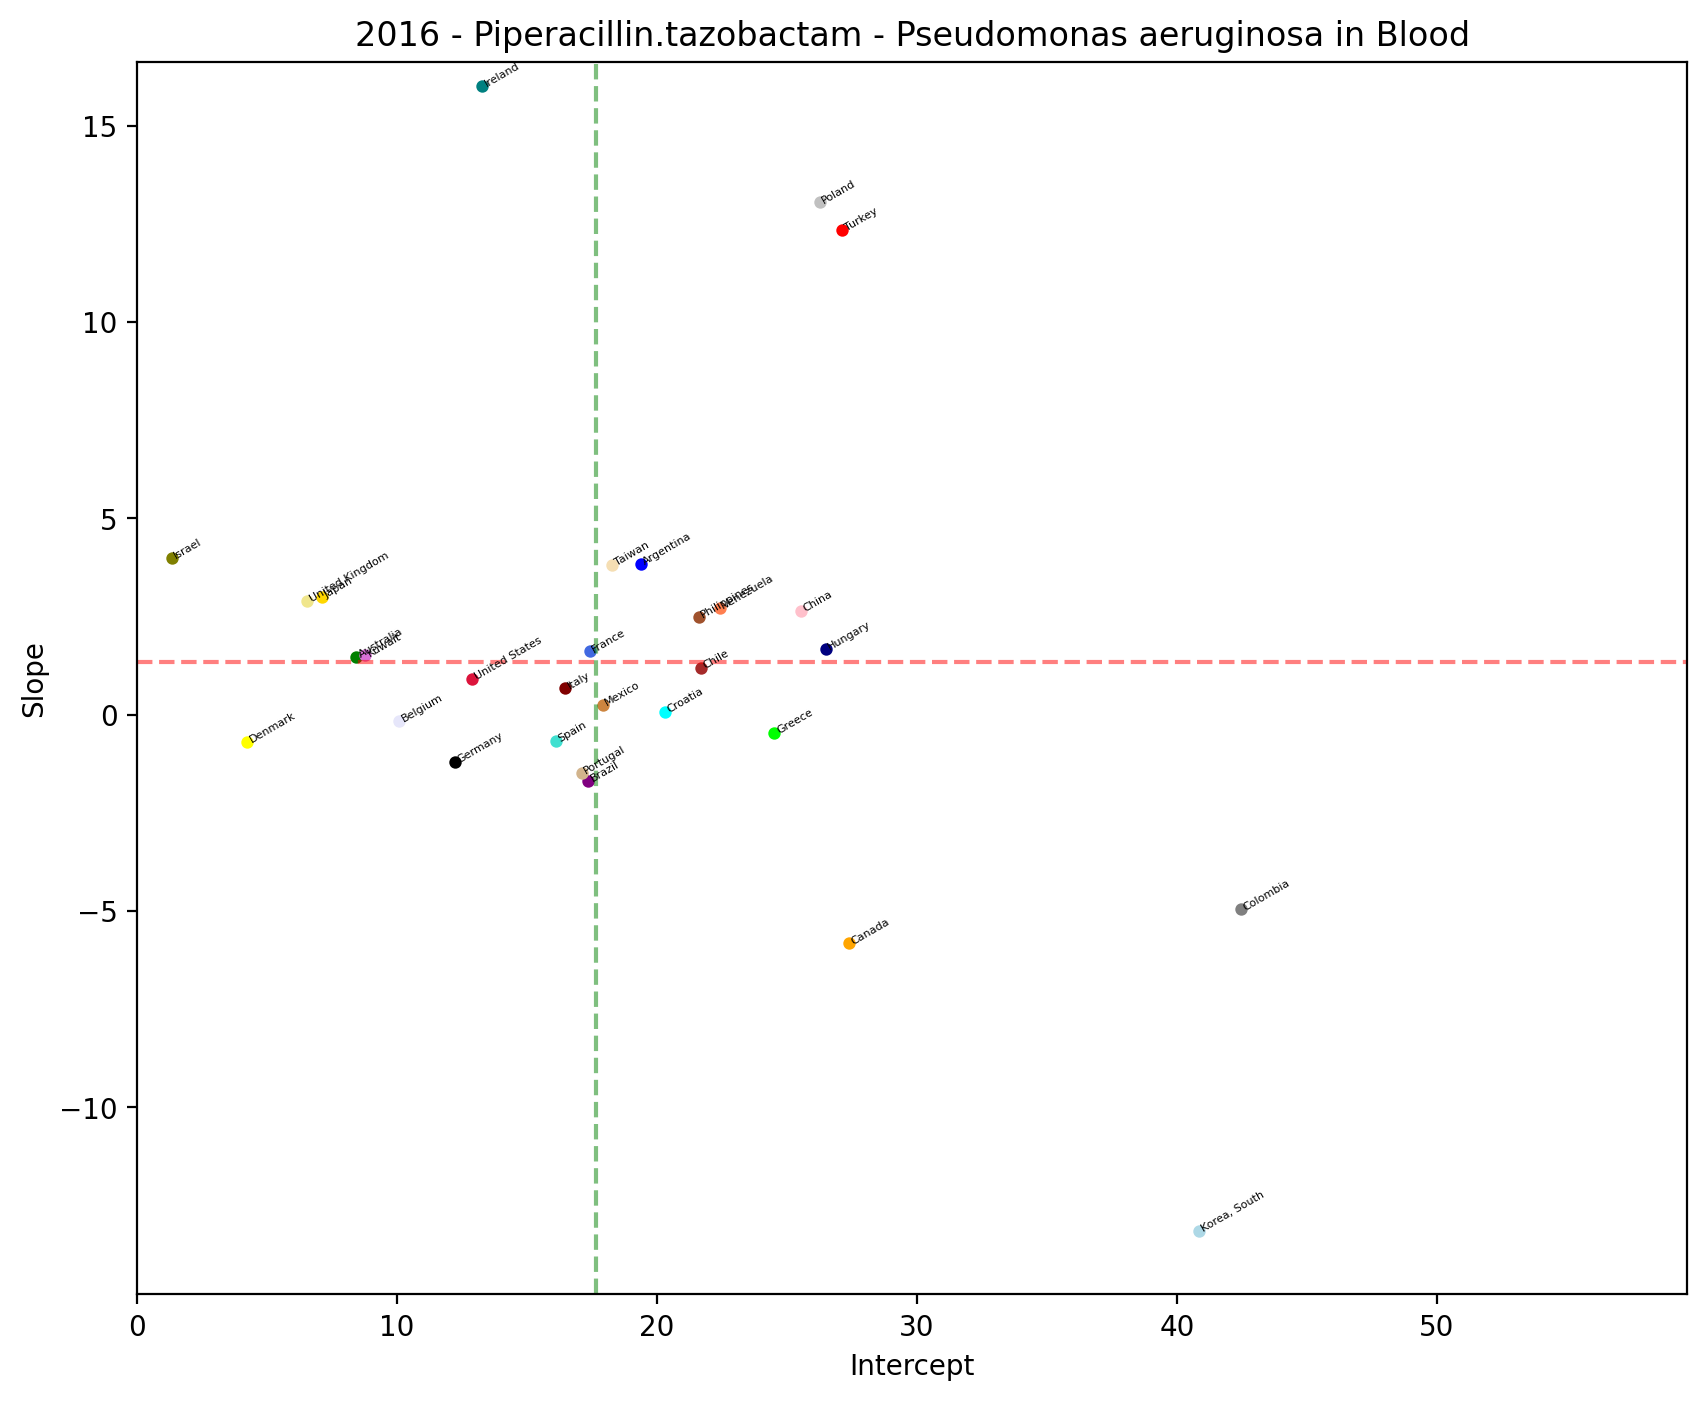 2016 - Piperacillin.tazobactam - Pseudomonas aeruginosa in Blood
Slope
15
10
5
0
−5
−10
Ireland
Poland
Turkey
Israel
United Kingdom
Japan
Taiwan
Argentina
Philippines
Venezuela
China
Australia
Kuwait
France
Hungary
United States
Chile
Italy
Mexico
Croatia
Belgium
Denmark
Germany
Spain
Greece
Portugal
Brazil
Colombia
Canada
Korea, South
0
10
20
30
40
50
Intercept